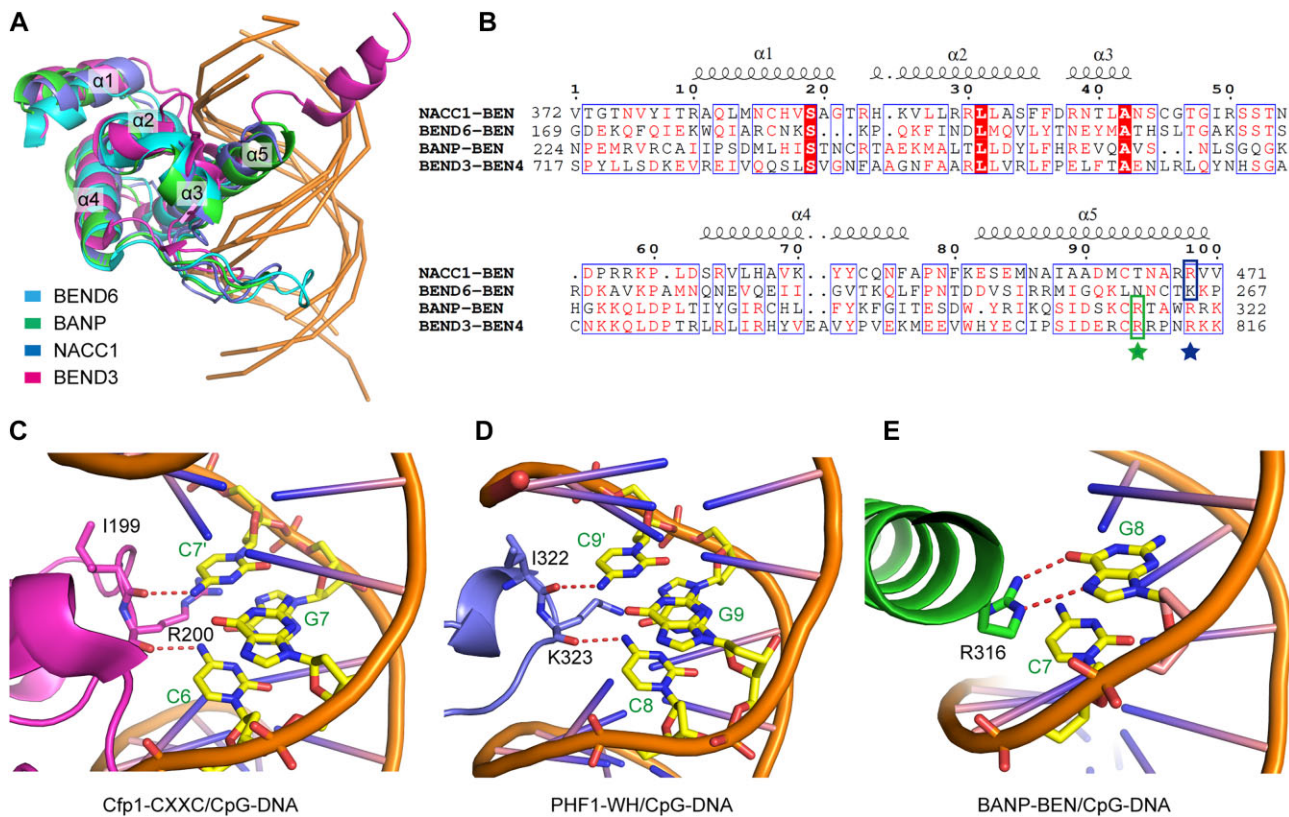 A
α1
α2
α5
α3
α4
BEND6
BANP
NACC1
BEND3
B
α1 α2 α3
1 10 20 30 40 50
NACC1-BEN 372 VTGTNVYITRAQLMNCHVSAGTRH.KVLLRRLLASFFDRNTLANSCGTGIRSSTN
BEND6-BEN 169 GDEKQFQIEKWQIARCNKS...KP.QKFINDLMQVLYTNEYMATHSLTGAKSSTS
BANP-BEN 224 NPEMRVRCAIIPSDMLHISTNCRTAEKMALTLLDYLFHREVQAVS...NLSGQGK
BEND3-BEN4 717 SPYLLSDKEVREIVQQSLSVGNFAAGNFAARLLVRLFPELFTAENLRLQYNHSGA
α4 α5
60 70 80 90 100
NACC1-BEN .DPRRKP.LDSRVLHAVK..YYCQNFAPNFKESEMNAIAADMCTNARRVV 471
BEND6-BEN RDKAVKPAMNQNEVQEII..GVTKQLFPNTDDVSIRRMIGQKLNNCTKKP 267
BANP-BEN HGKKQLDPLTIYGIRCHL..FYKFGITESD.WYRIKQSIDSKCRTAWRRK 322
BEND3-BEN4 CNKKQLDPTRLRLIRHYVEAVYPVEKMEEVWHYECIPSIDERCRRPNRKK 816
C
I199
C7'
G7
R200
C6
Cfp1-CXXC/CpG-DNA
D
C9'
I322
G9
K323
C8
PHF1-WH/CpG-DNA
E
G8
R316
C7
BANP-BEN/CpG-DNA